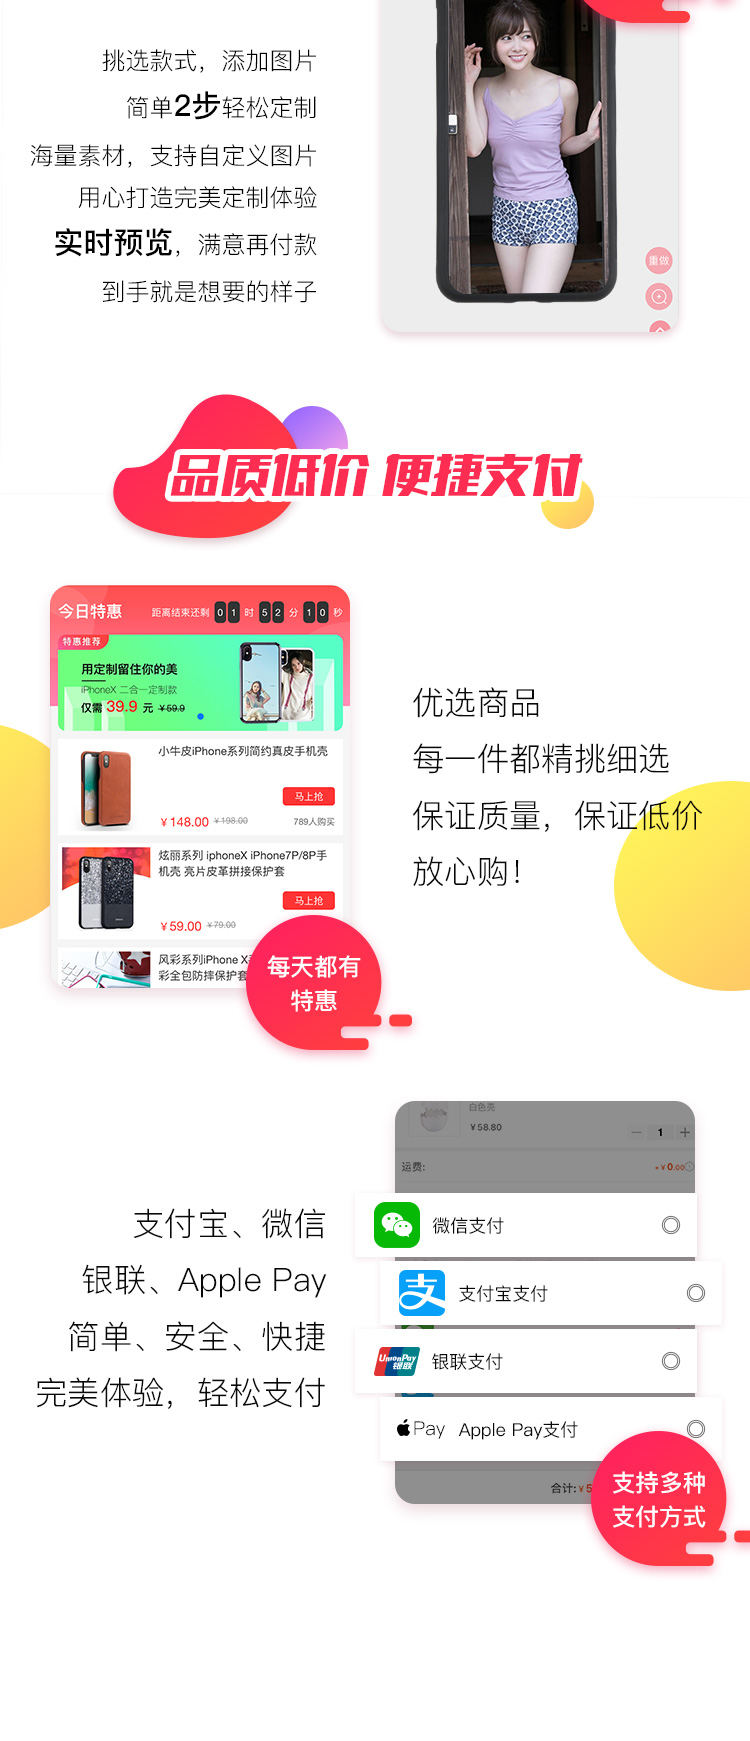 挑选款式，添加图片
简单2步轻松定制
海量素材，支持自定义图片
用心打造完美定制体验
实时预览，满意再付款
到手就是想要的样子
重做
品质低价 便捷支付
今日特惠
距离结束还剩 01 时 52 分 10 秒
特惠推荐
用定制留住你的美
iPhoneX 二合一定制款
仅需 39.9 元 ¥59.9
小牛皮iPhone系列简约真皮手机壳
马上抢
¥148.00 ¥198.00 789人购买
炫丽系列 iphoneX iPhone7P/8P手
机壳 亮片皮革拼接保护套
马上抢
¥59.00 ¥79.00
风彩系列iPhone X
彩全包防摔保护套
每天都有
特惠
优选商品
每一件都精挑细选
保证质量，保证低价
放心购！
支付宝、微信
银联、Apple Pay
简单、安全、快捷
完美体验，轻松支付
白色亮
¥58.80
1
运费:
+¥0.00
微信支付
支
支付宝支付
UnionPay
银联
银联支付
Pay Apple Pay支付
合计:¥5
支持多种
支付方式